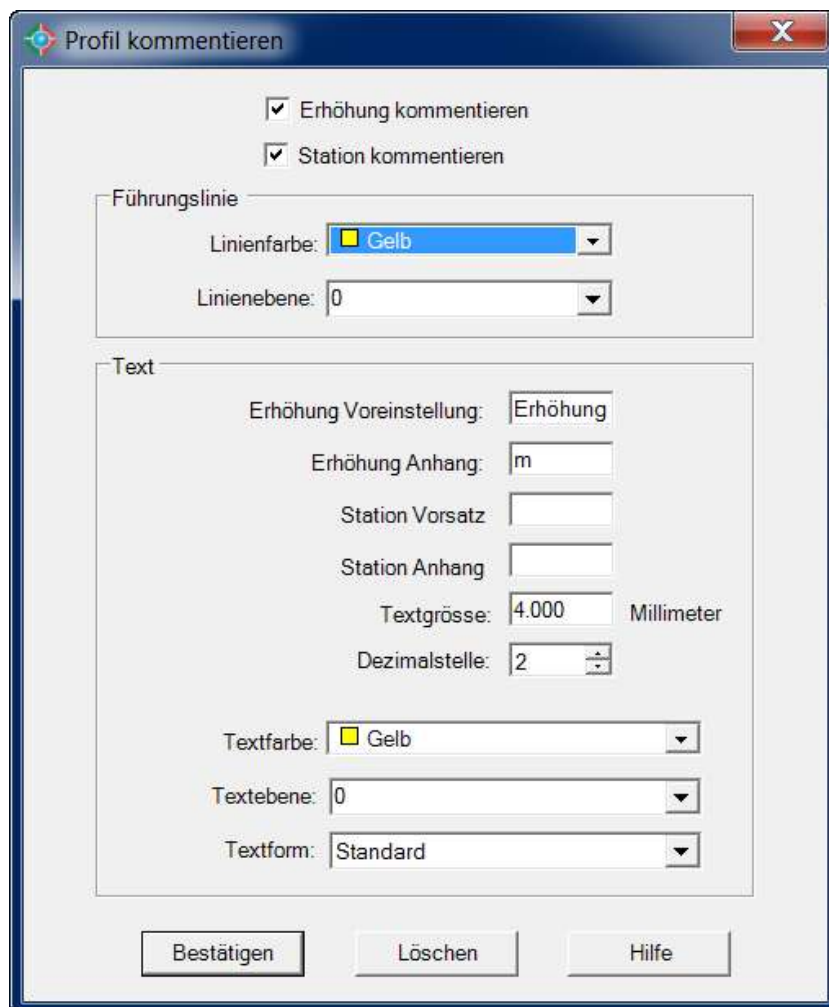 Profil kommentieren
Erhöhung kommentieren
Station kommentieren
Führungslinie
Linienfarbe: Gelb
Linienebene: 0
Text
Erhöhung Voreinstellung: Erhöhung
Erhöhung Anhang: m
Station Vorsatz
Station Anhang
Textgrösse: 4.000 Millimeter
Dezimalstelle: 2
Textfarbe: Gelb
Textebene: 0
Textform: Standard
Bestätigen Löschen Hilfe